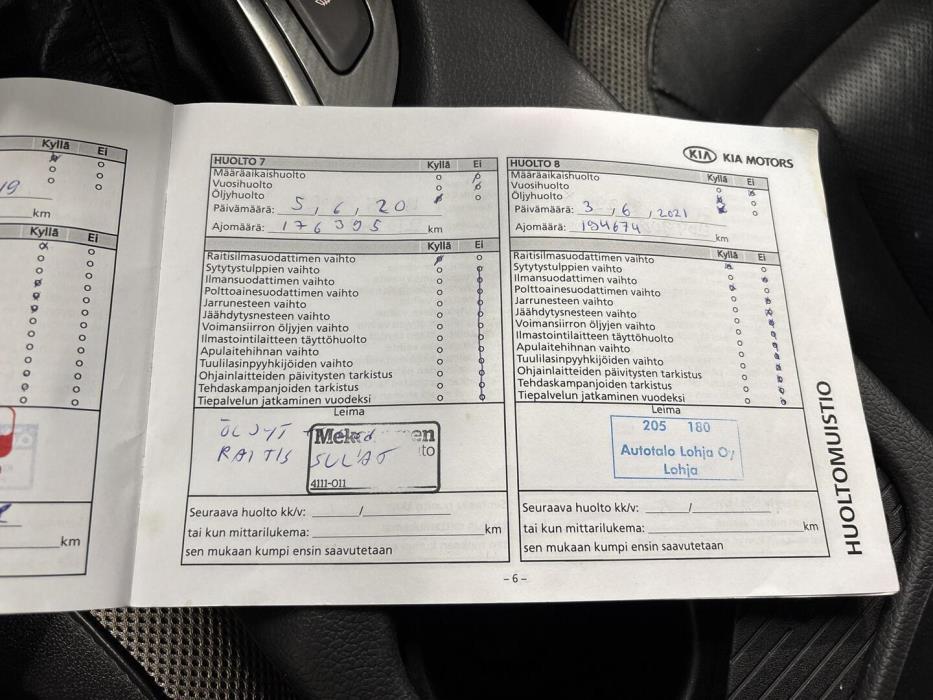 Kyllä Ei
19
km
Kyllä Ei
km
HUOLTO 7 Kyllä Ei
Määräaikaishuolto
Vuosihuolto
Öljyhuolto
Päivämäärä: 5 , 6 , 20
Ajomäärä: 176395 km
Kyllä Ei
Raitisilmasuodattimen vaihto
Sytytystulppien vaihto
Ilmansuodattimen vaihto
Polttoainesuodattimen vaihto
Jarrunesteen vaihto
Jäähdytysnesteen vaihto
Voimansiirron öljyjen vaihto
Ilmastointilaitteen täyttöhuolto
Apulaitehihnan vaihto
Tuulilasinpyyhkijöiden vaihto
Ohjainlaitteiden päivitysten tarkistus
Tehdaskampanjoiden tarkistus
Tiepalvelun jatkaminen vuodeksi
Leima
ÖLJYT
RAITIS SUL'AT
4111-011
Seuraava huolto kk/v: /
tai kun mittarilukema: km
sen mukaan kumpi ensin saavutetaan
KIA KIA MOTORS
HUOLTO 8 Kyllä Ei
Määräaikaishuolto
Vuosihuolto
Öljyhuolto
Päivämäärä: 3 , 6 , 2021
Ajomäärä: 194674 km
Kyllä Ei
Raitisilmasuodattimen vaihto
Sytytystulppien vaihto
Ilmansuodattimen vaihto
Polttoainesuodattimen vaihto
Jarrunesteen vaihto
Jäähdytysnesteen vaihto
Voimansiirron öljyjen vaihto
Ilmastointilaitteen täyttöhuolto
Apulaitehihnan vaihto
Tuulilasinpyyhkijöiden vaihto
Ohjainlaitteiden päivitysten tarkistus
Tehdaskampanjoiden tarkistus
Tiepalvelun jatkaminen vuodeksi
Leima
205 180
Autotalo Lohja Oy
Lohja
Seuraava huolto kk/v: /
tai kun mittarilukema: km
sen mukaan kumpi ensin saavutetaan
HUOLTOMUISTIO
- 6 -